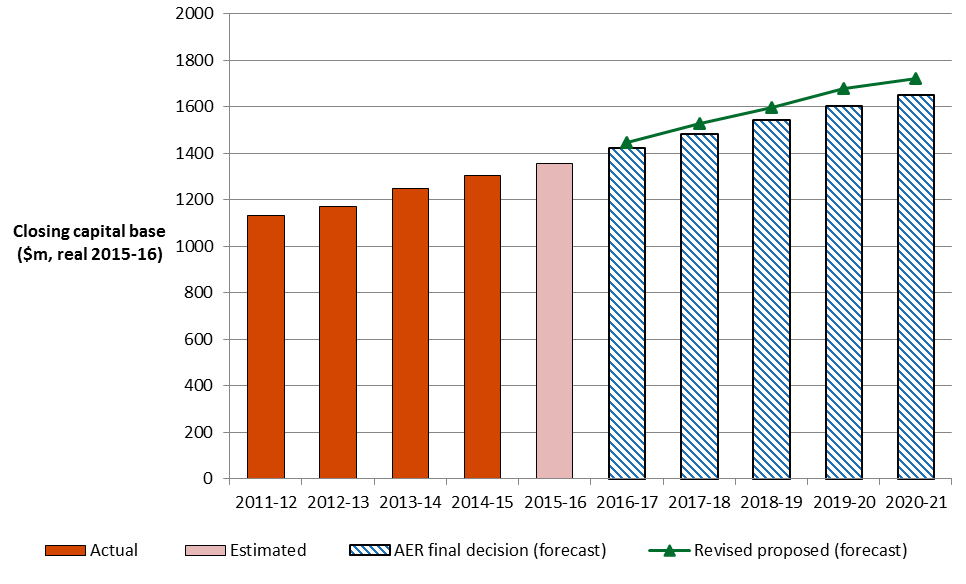 2000
1800
1600
1400
1200
1000
800
600
400
200
0
Closing capital base
($m, real 2015-16)
2011-12 2012-13 2013-14 2014-15 2015-16 2016-17 2017-18 2018-19 2019-20 2020-21
Actual Estimated AER final decision (forecast) Revised proposed (forecast)